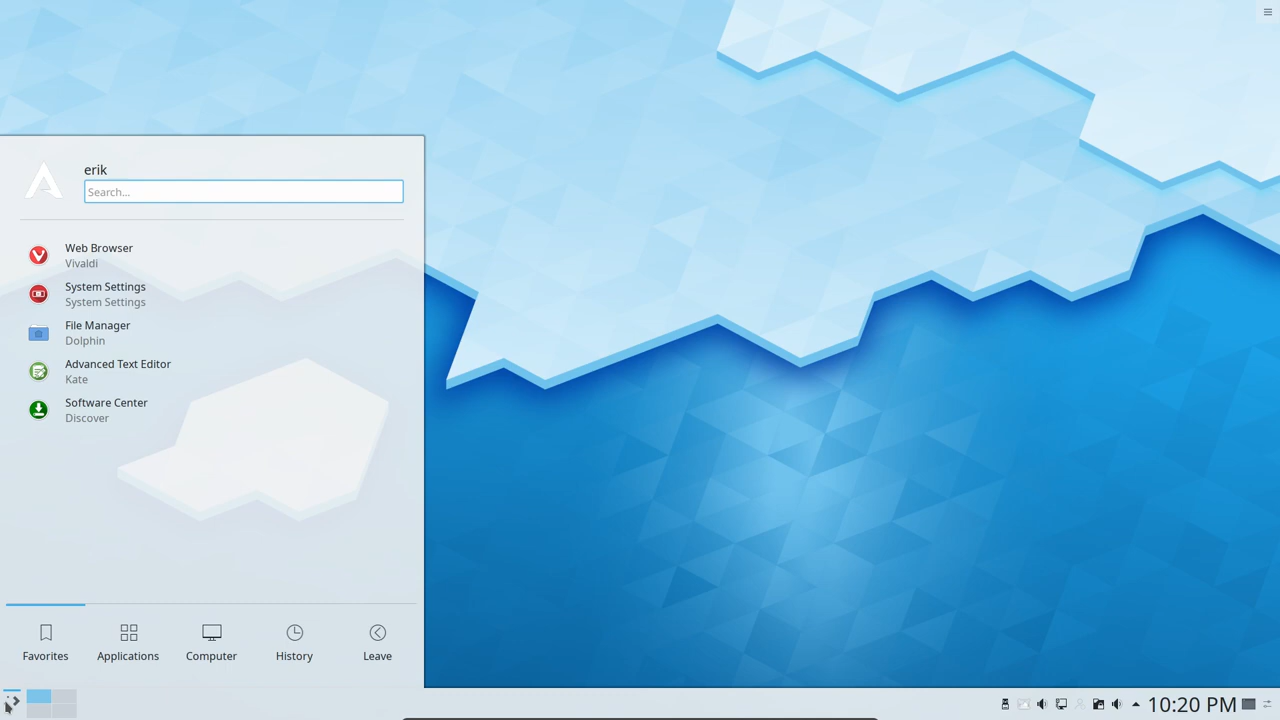 erik
Search...
Web Browser
Vivaldi
System Settings
System Settings
File Manager
Dolphin
Advanced Text Editor
Kate
Software Center
Discover
Favorites
Applications
Computer
History
Leave
10:20 PM